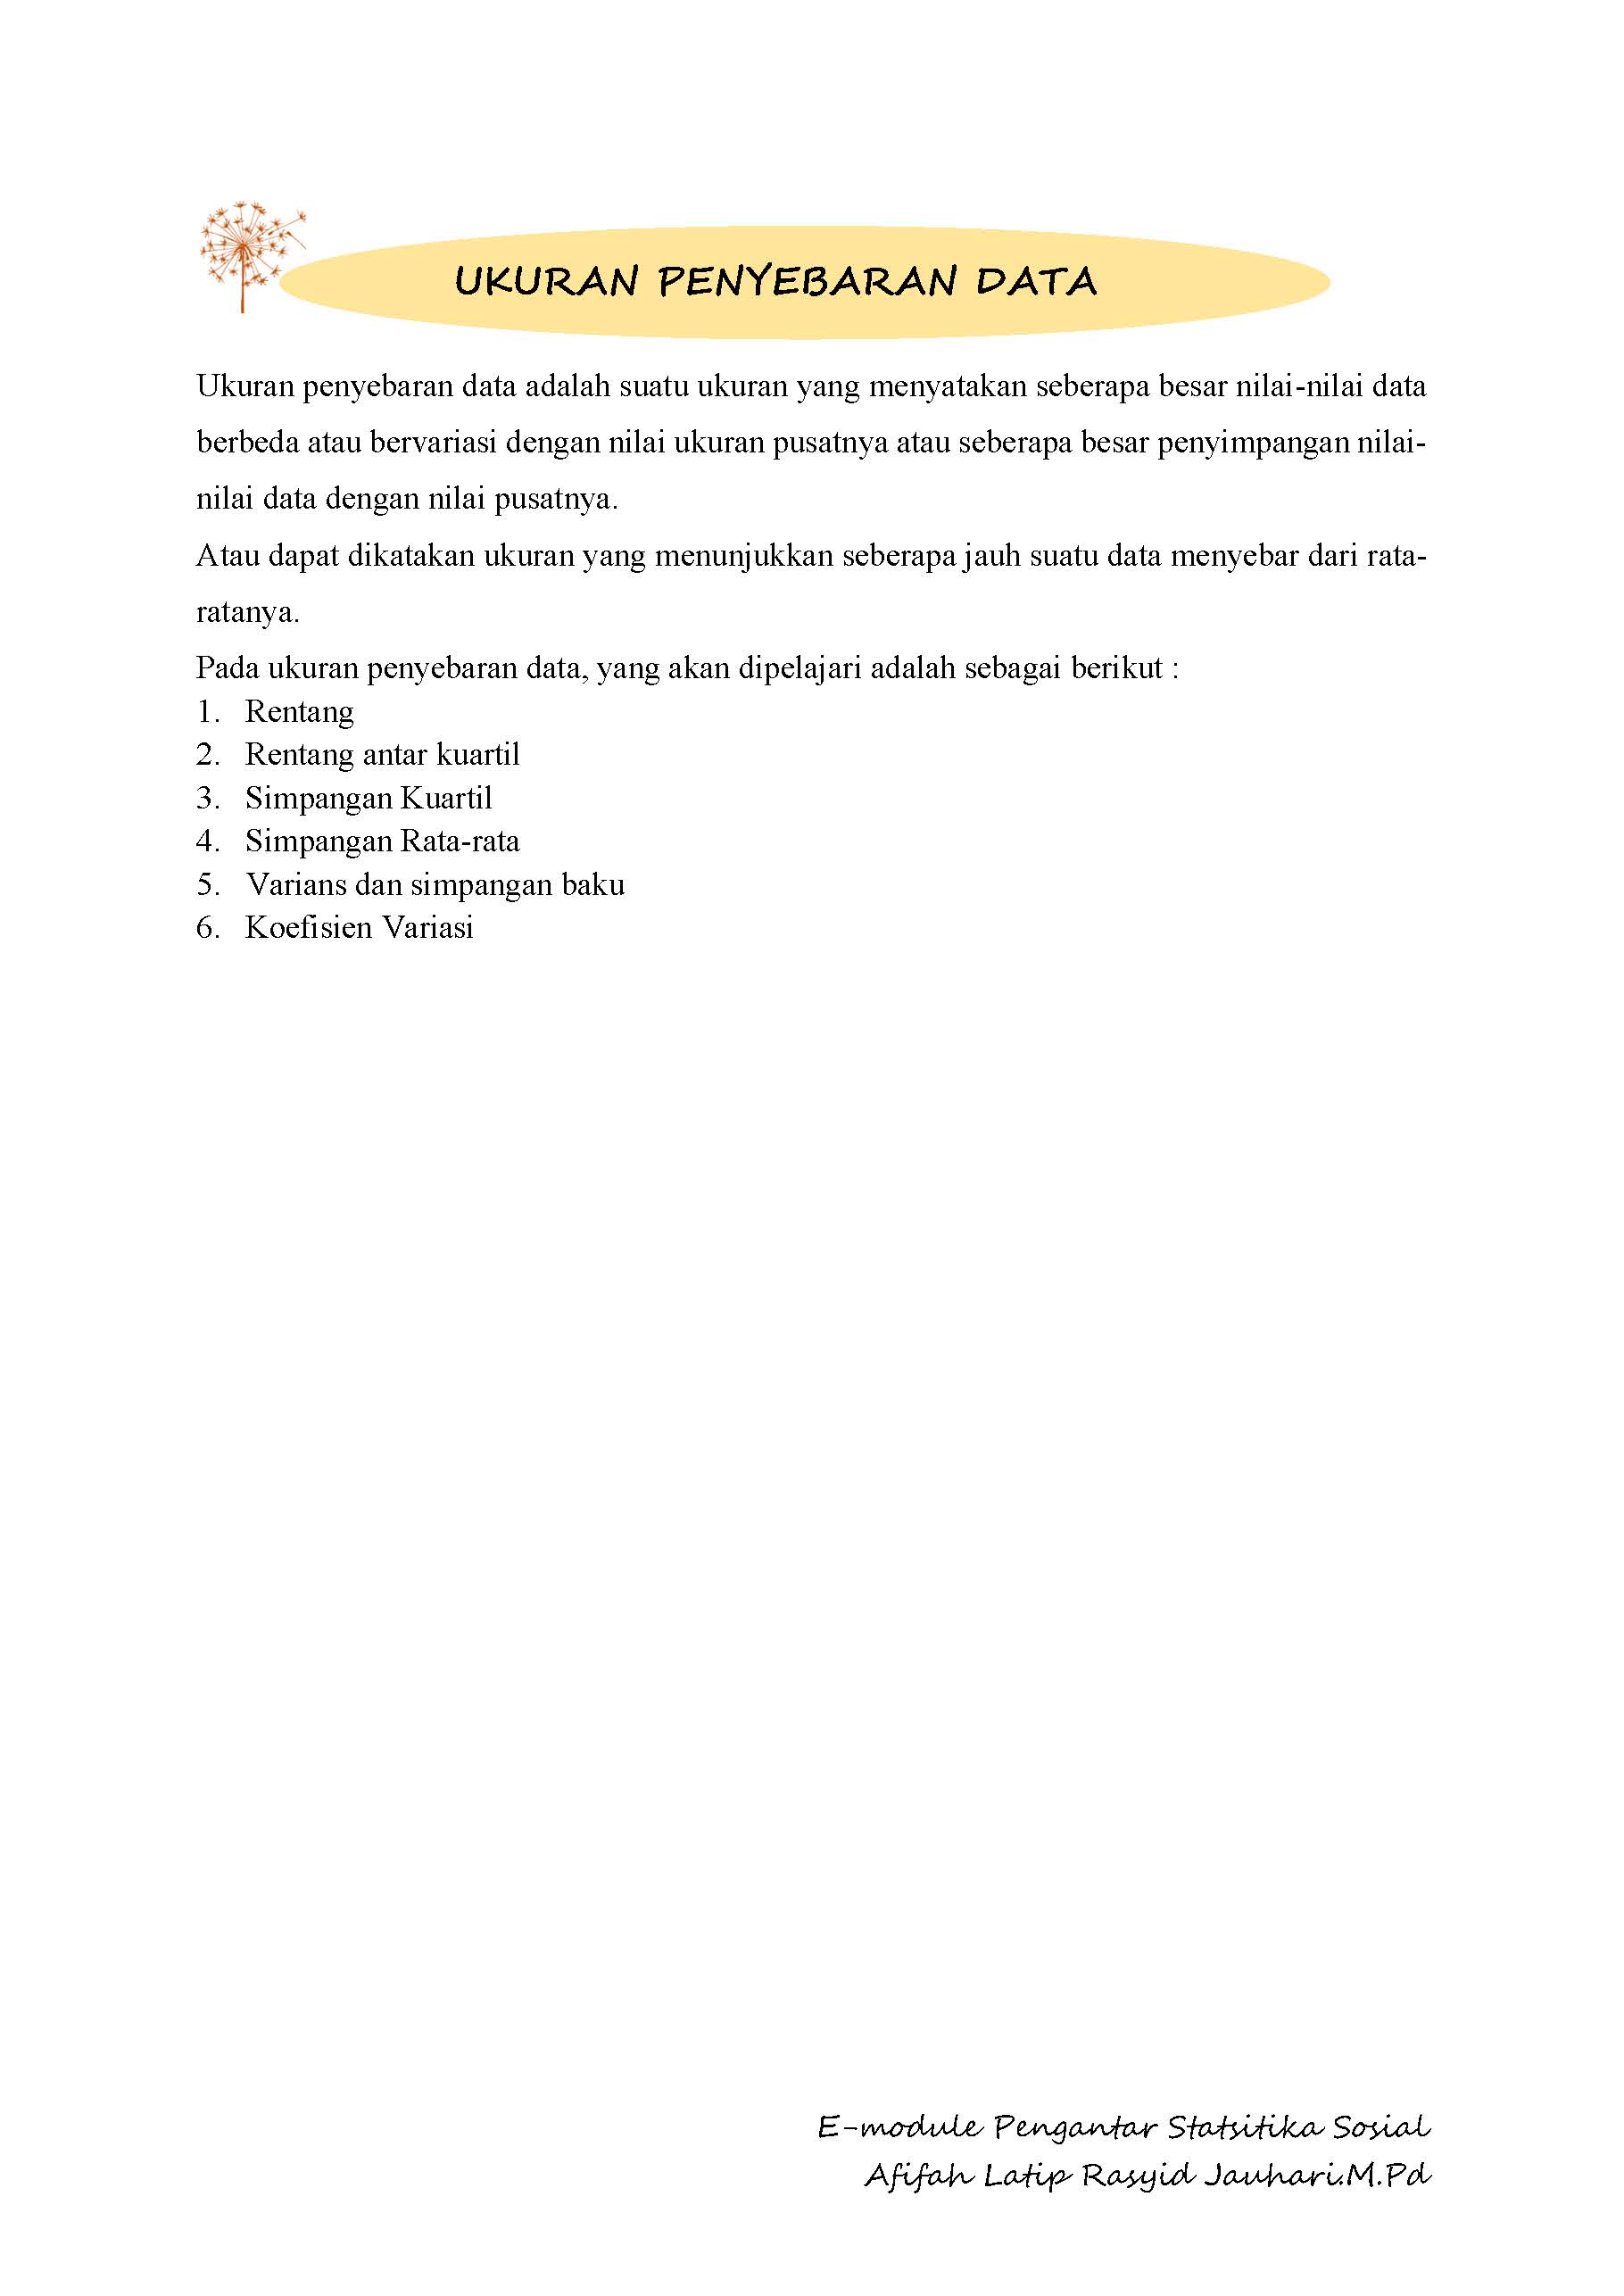 UKURAN PENYEBARAN DATA
Ukuran penyebaran data adalah suatu ukuran yang menyatakan seberapa besar nilai-nilai data
berbeda atau bervariasi dengan nilai ukuran pusatnya atau seberapa besar penyimpangan nilai-
nilai data dengan nilai pusatnya.
Atau dapat dikatakan ukuran yang menunjukkan seberapa jauh suatu data menyebar dari rata-
ratanya.
Pada ukuran penyebaran data, yang akan dipelajari adalah sebagai berikut :
1. Rentang
2. Rentang antar kuartil
3. Simpangan Kuartil
4. Simpangan Rata-rata
5. Varians dan simpangan baku
6. Koefisien Variasi
E-module Pengantar Statsitika Sosial
Afifah Latip Rasyid Jauhari.M.Pd